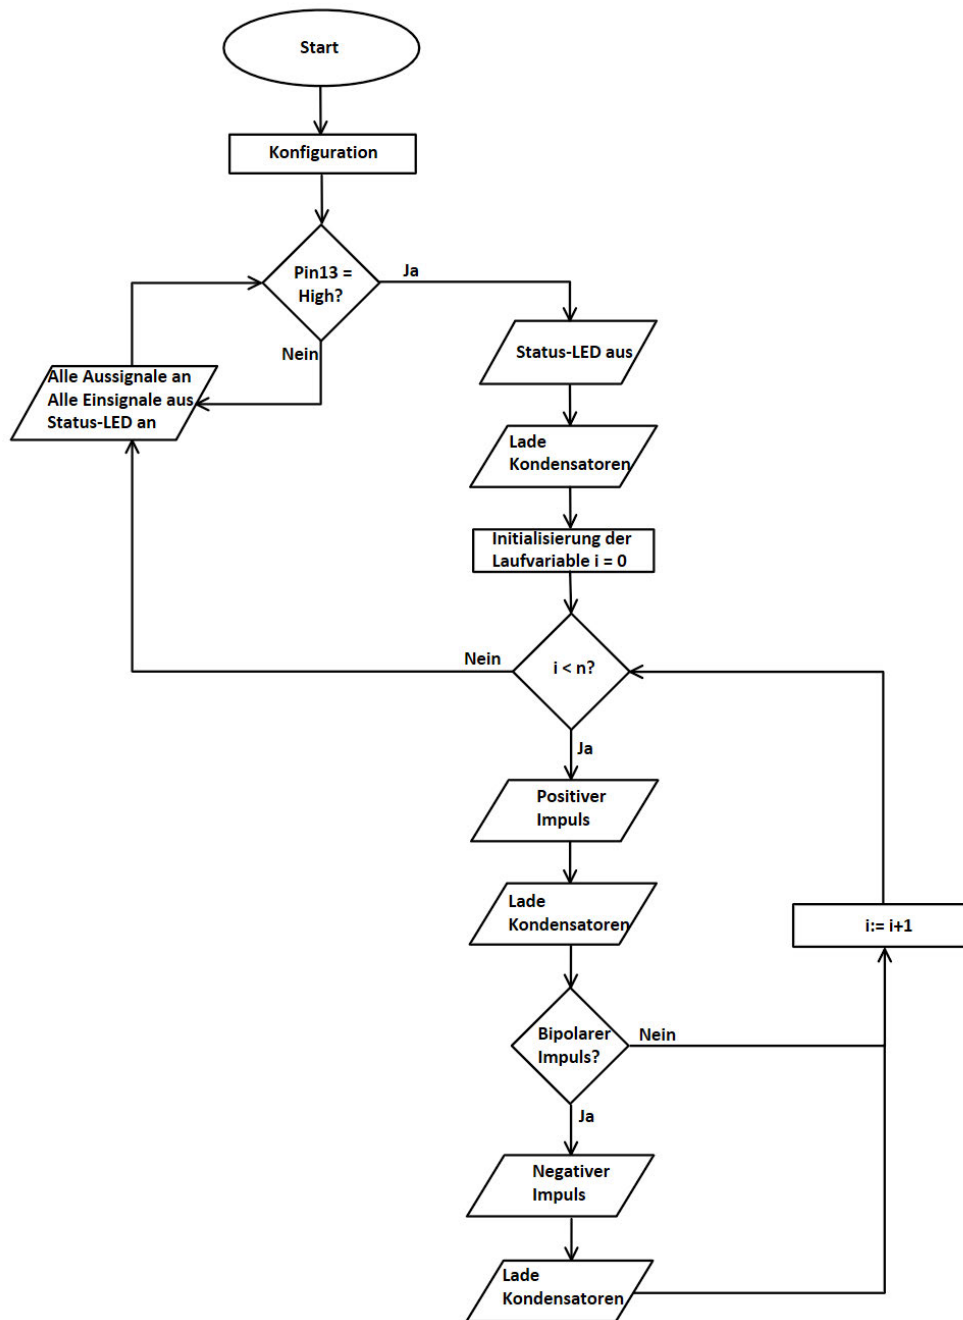 Start
Konfiguration
Pin13 =
High?
Ja
Nein
Alle Aussignale an
Alle Einsignale aus
Status-LED an
Status-LED aus
Lade
Kondensatoren
Initialisierung der
Laufvariable i = 0
i < n?
Nein
Ja
Positiver
Impuls
Lade
Kondensatoren
i:= i+1
Bipolarer
Impuls?
Nein
Ja
Negativer
Impuls
Lade
Kondensatoren